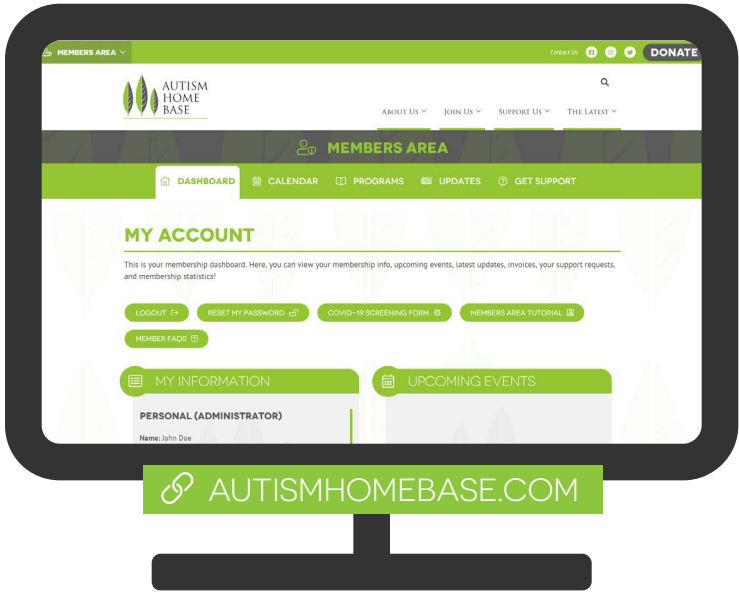 MEMBERS AREA
Contact Us
DONATE
AUTISM
HOME
BASE
ABOUT US
JOIN US
SUPPORT US
THE LATEST
MEMBERS AREA
DASHBOARD
CALENDAR
PROGRAMS
UPDATES
GET SUPPORT
MY ACCOUNT
This is your membership dashboard. Here, you can view your membership info, upcoming events, latest updates, invoices, your support requests,
and membership statistics!
LOGOUT
RESET MY PASSWORD
COVID-19 SCREENING FORM
MEMBERS AREA TUTORIAL
MEMBER FAQS
MY INFORMATION
UPCOMING EVENTS
PERSONAL (ADMINISTRATOR)
Name: John Doe
AUTISMHOMEBASE.COM